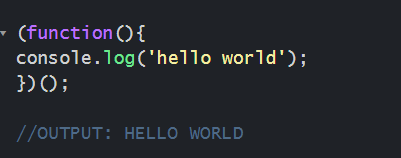 (function(){
console.log('hello world');
})();
//OUTPUT: HELLO WORLD